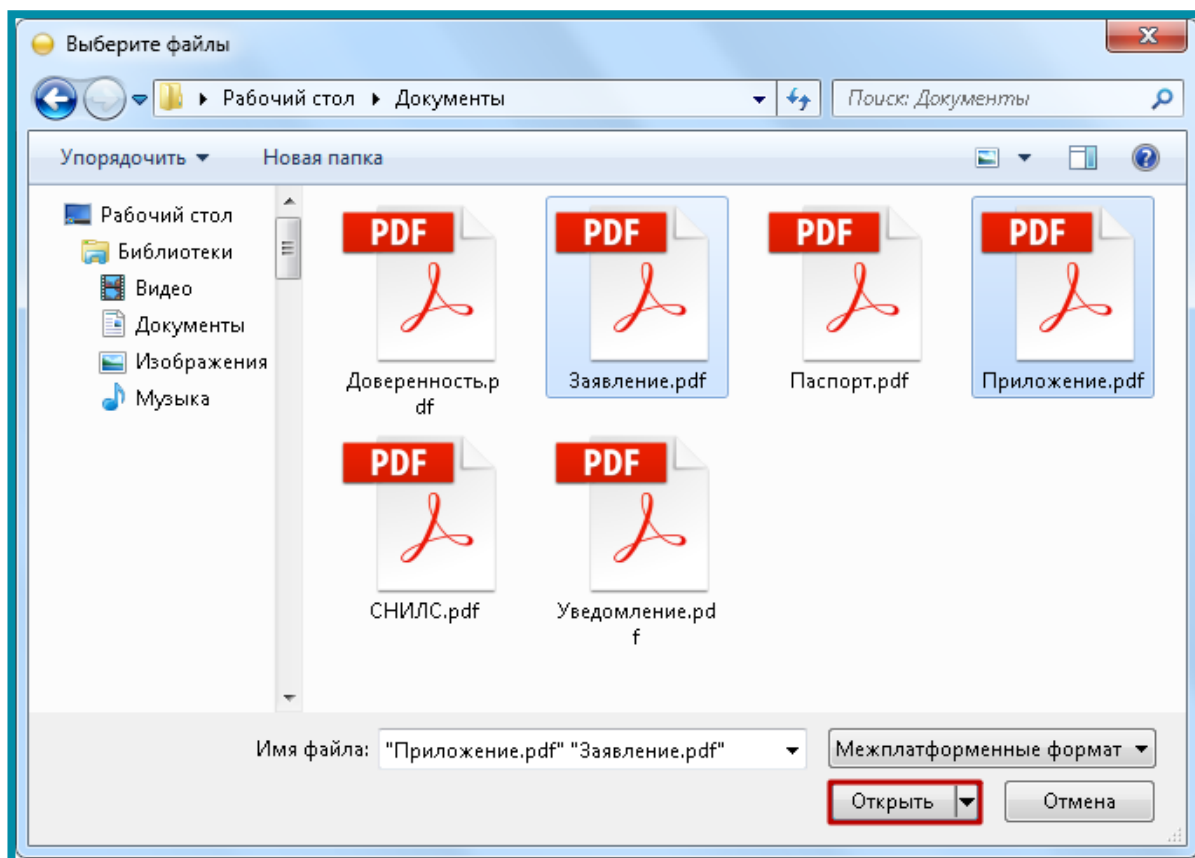 Выберите файлы
Рабочий стол Документы
Поиск: Документы
Упорядочить Новая папка
Рабочий стол
Библиотеки
Видео
Документы
Изображения
Музыка
PDF PDF PDF PDF
Доверенность.p Заявление.pdf Паспорт.pdf Приложение.pdf
df
PDF PDF
СНИЛС.pdf Уведомление.pd
f
Имя файла: "Приложение.pdf" "Заявление.pdf" Межплатформенные формат
Открыть Отмена